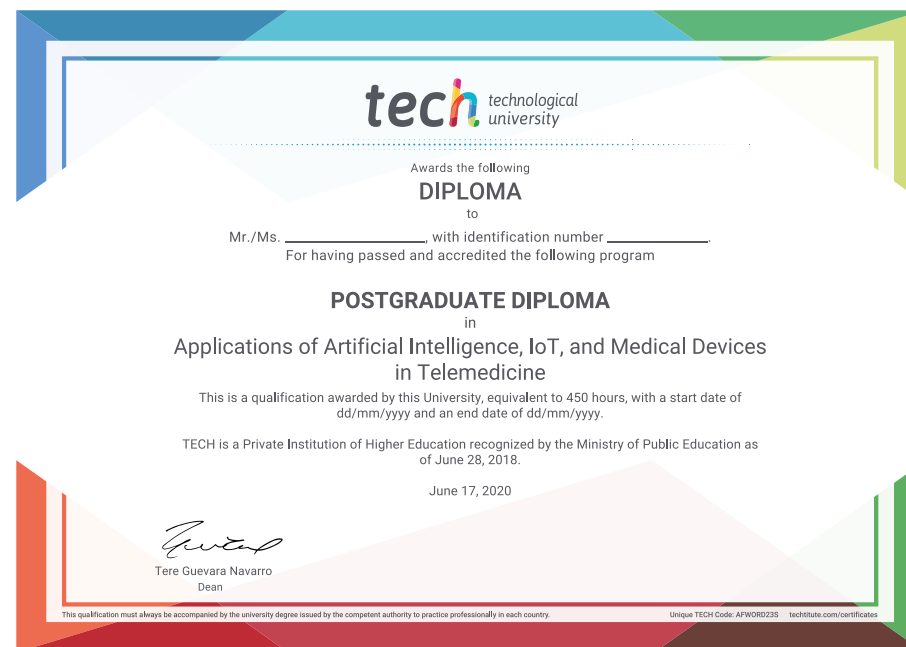 tech technological
university
Awards the following
DIPLOMA
to
Mr./Ms. ____________________, with identification number ______________.
For having passed and accredited the following program
POSTGRADUATE DIPLOMA
in
Applications of Artificial Intelligence, IoT, and Medical Devices
in Telemedicine
This is a qualification awarded by this University, equivalent to 450 hours, with a start date of
dd/mm/yyyy and an end date of dd/mm/yyyy.
TECH is a Private Institution of Higher Education recognized by the Ministry of Public Education as
of June 28, 2018.
June 17, 2020
Tere Guevara Navarro
Dean
This qualification must always be accompanied by the university degree issued by the competent authority to practice professionally in each country.
Unique TECH Code: AFWORD23S techtitute.com/certificates